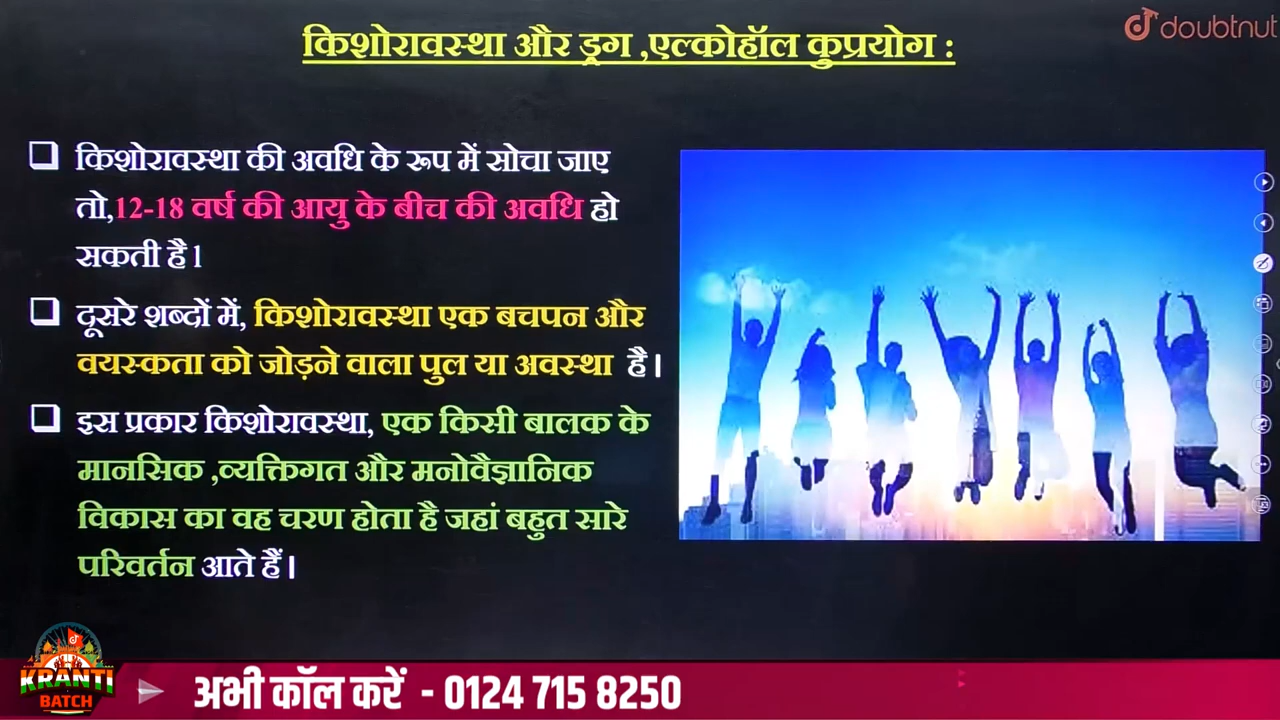 किशोरावस्था और ड्रग ,एल्कोहॉल कुप्रयोग :
doubtnut
किशोरावस्था की अवधि के रूप में सोचा जाए
तो,12-18 वर्ष की आयु के बीच की अवधि हो
सकती है l
दूसरे शब्दों में, किशोरावस्था एक बचपन और
वयस्कता को जोड़ने वाला पुल या अवस्था है।
इस प्रकार किशोरावस्था, एक किसी बालक के
मानसिक ,व्यक्तिगत और मनोवैज्ञानिक
विकास का वह चरण होता है जहां बहुत सारे
परिवर्तन आते हैं।
KRANTI
BATCH
अभी कॉल करें - 0124 715 8250